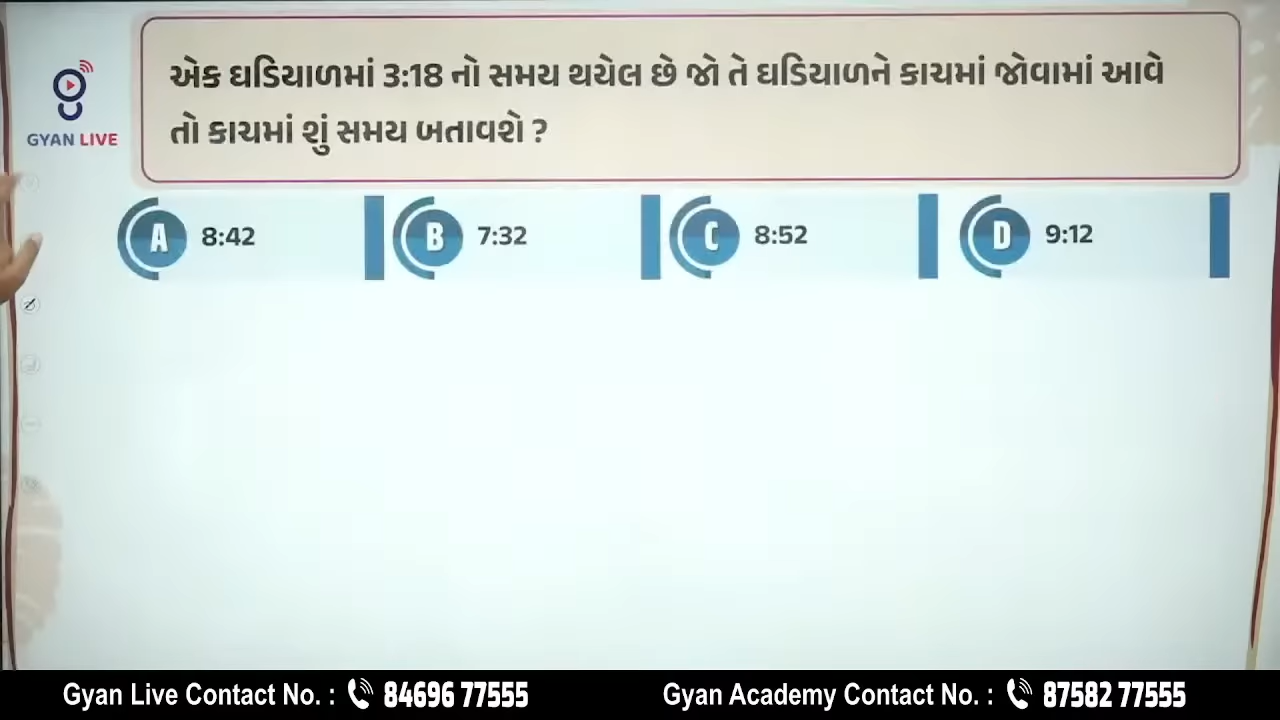 એક ઘડિયાળમાં 3:18 નો સમય થયેલ છે જો તે ઘડિયાળને કાચમાં જોવામાં આવે
તો કાચમાં શું સમય બતાવશે ?
GYAN LIVE
A 8:42 B 7:32 C 8:52 D 9:12
Gyan Live Contact No. : 84696 77555 Gyan Academy Contact No. : 87582 77555